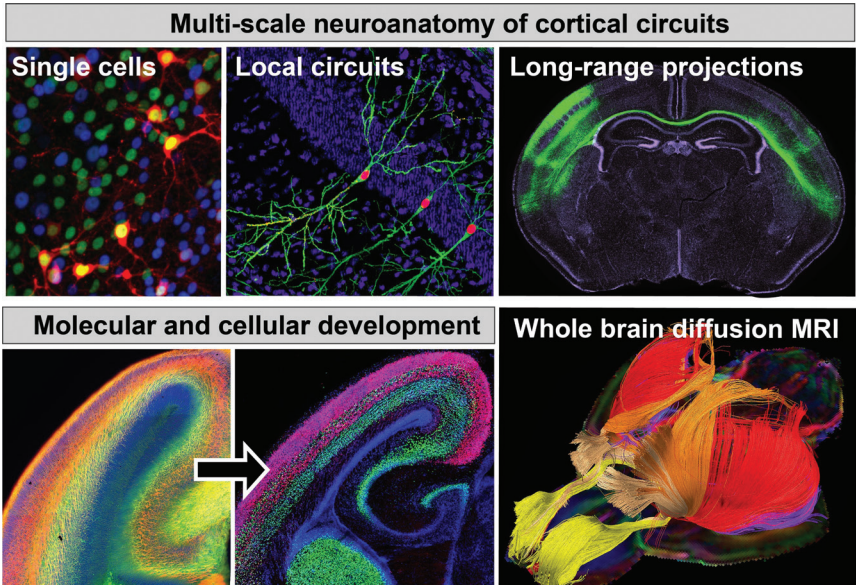 Multi-scale neuroanatomy of cortical circuits
Single cells
Local circuits
Long-range projections
Molecular and cellular development
Whole brain diffusion MRI